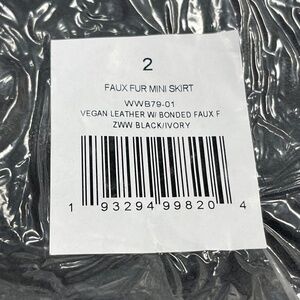 2
FAUX FUR MINI SKIRT
WWB79-01
VEGAN LEATHER W/ BONDED FAUX F
ZWW BLACK/IVORY
1 93294 99820 4